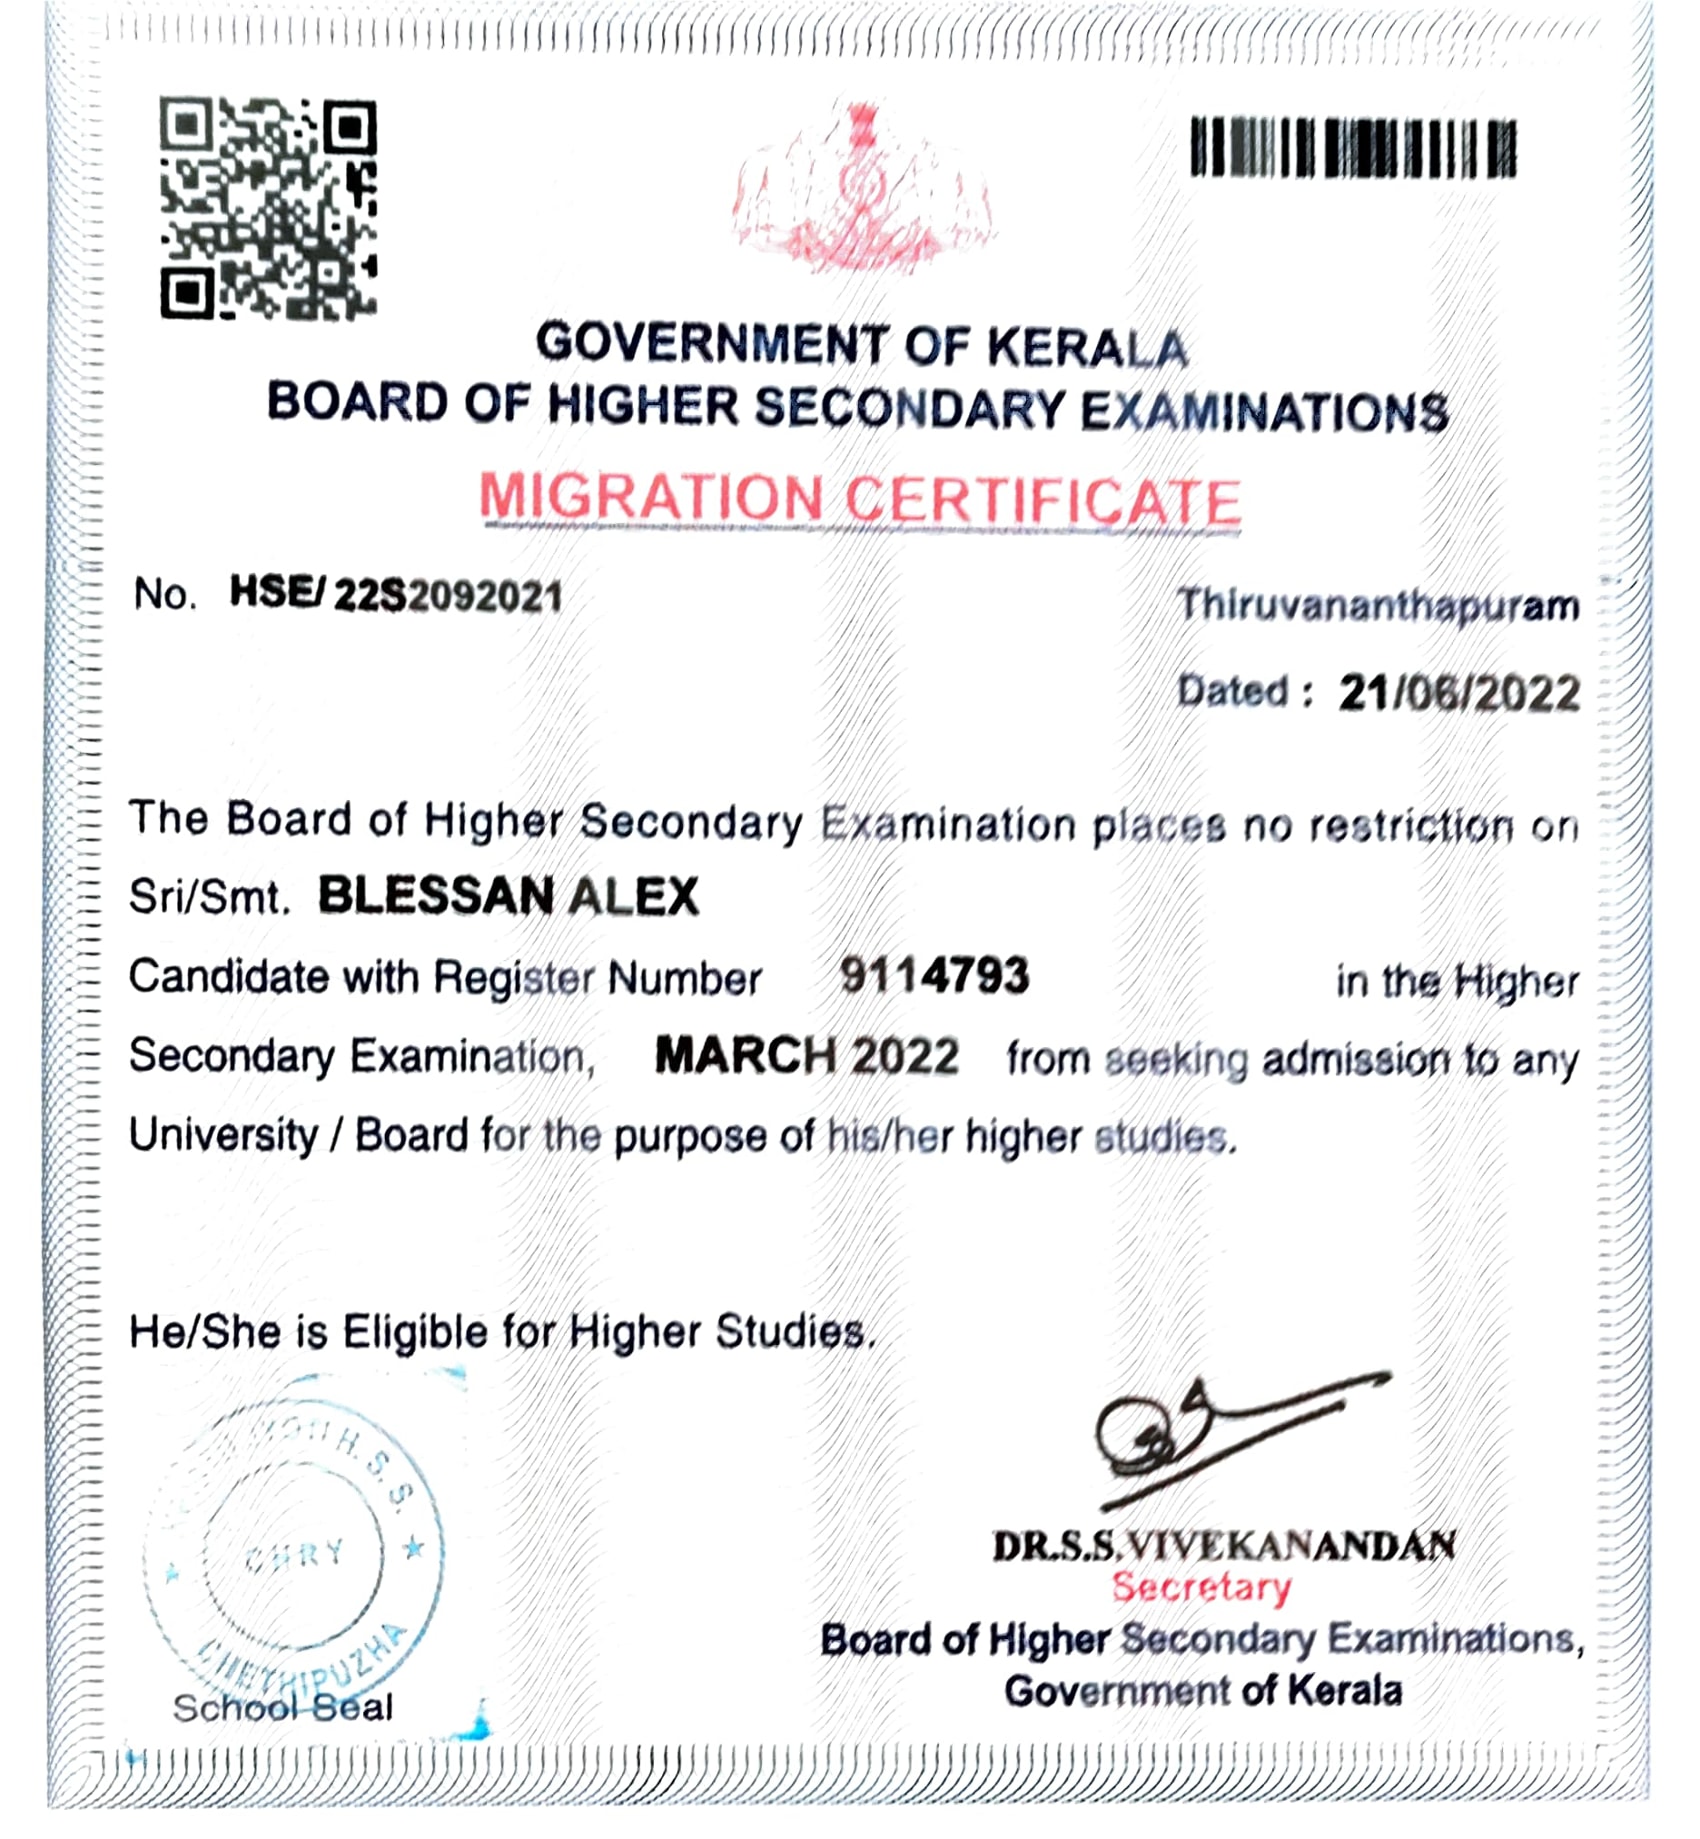 GOVERNMENT OF KERALA
BOARD OF HIGHER SECONDARY EXAMINATIONS
MIGRATION CERTIFICATE
No. HSE/ 22S2092021
Thiruvananthapuram
Dated : 21/06/2022
The Board of Higher Secondary Examination places no restriction on
Sri/Smt. BLESSAN ALEX
Candidate with Register Number 9114793 in the Higher
Secondary Examination, MARCH 2022 from seeking admission to any
University / Board for the purpose of his/her higher studies.
He/She is Eligible for Higher Studies.
H.S.S.
CHRY
CHETHIPUZHA
School Seal
DR.S.S.VIVEKANANDAN
Secretary
Board of Higher Secondary Examinations,
Government of Kerala